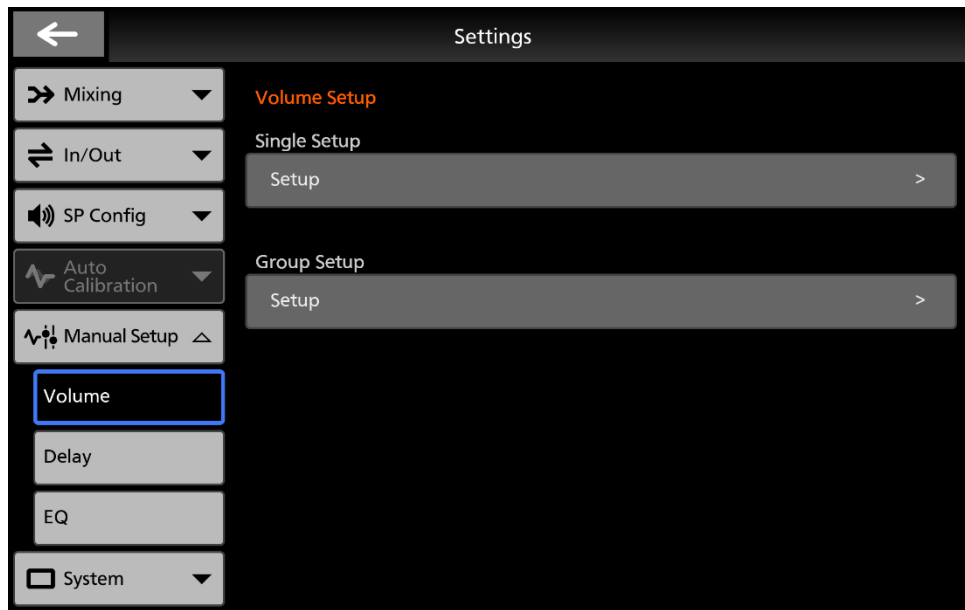 Settings
Mixing
In/Out
SP Config
Auto
Calibration
Manual Setup
Volume
Delay
EQ
System
Volume Setup
Single Setup
Setup >
Group Setup
Setup >